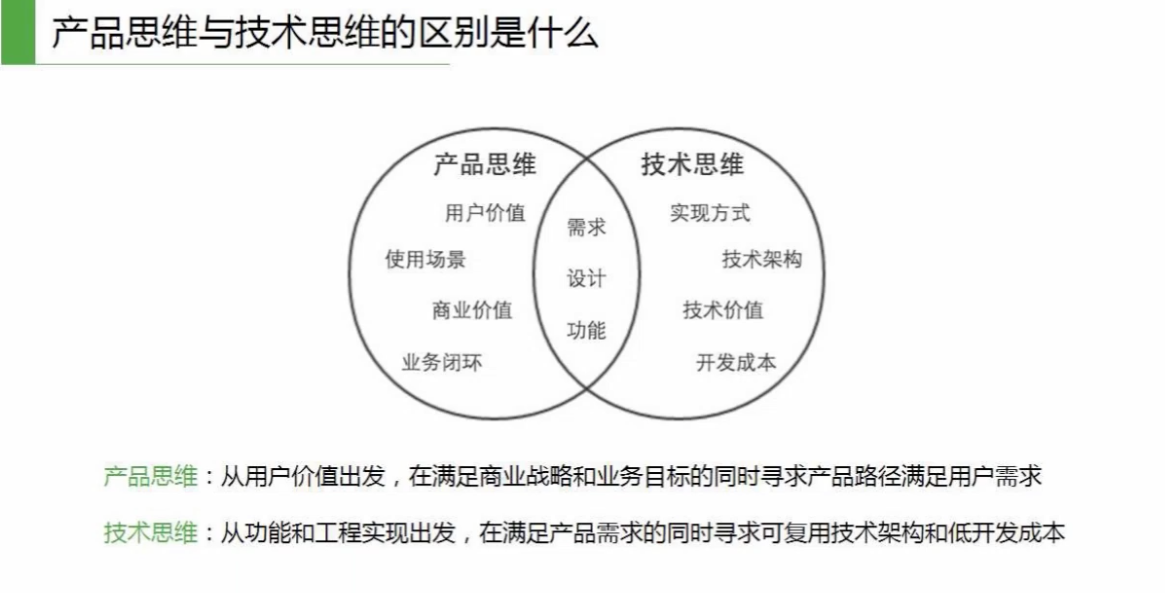 产品思维与技术思维的区别是什么
产品思维
技术思维
用户价值
需求
实现方式
使用场景
技术架构
设计
商业价值
技术价值
功能
业务闭环
开发成本
产品思维：从用户价值出发，在满足商业战略和业务目标的同时寻求产品路径满足用户需求
技术思维：从功能和工程实现出发，在满足产品需求的同时寻求可复用技术架构和低开发成本